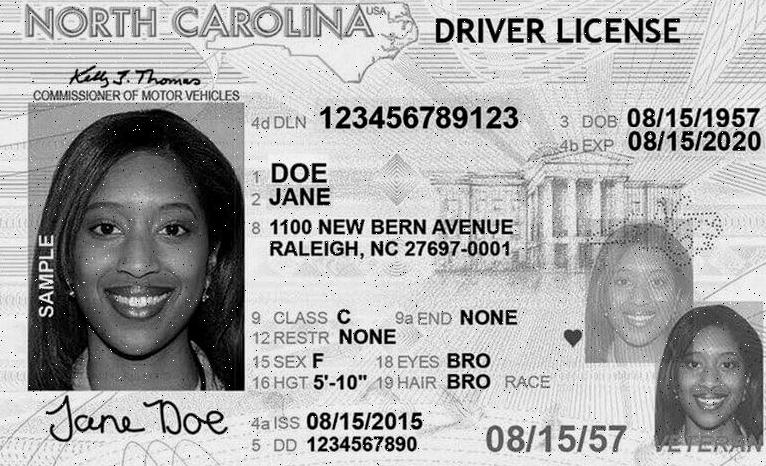 NORTH CAROLINA USA DRIVER LICENSE
Kelly J. Thomas
COMMISSIONER OF MOTOR VEHICLES
4d DLN 123456789123 3 DOB 08/15/1957
4b EXP 08/15/2020
1 DOE
2 JANE
8 1100 NEW BERN AVENUE
RALEIGH, NC 27697-0001
SAMPLE
9 CLASS C 9a END NONE
12 RESTR NONE
15 SEX F 18 EYES BRO
16 HGT 5'-10" 19 HAIR BRO RACE
Jane Doe
4a ISS 08/15/2015
5 DD 1234567890
08/15/57
VETERAN